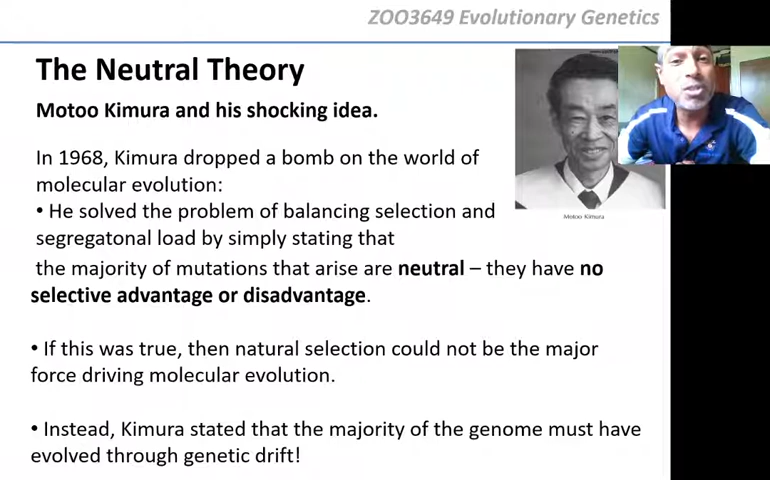 ZOO3649 Evolutionary Genetics
The Neutral Theory
Motoo Kimura and his shocking idea.
In 1968, Kimura dropped a bomb on the world of
molecular evolution:
• He solved the problem of balancing selection and
segregatonal load by simply stating that
the majority of mutations that arise are neutral – they have no
selective advantage or disadvantage.
Motoo Kimura
• If this was true, then natural selection could not be the major
force driving molecular evolution.
• Instead, Kimura stated that the majority of the genome must have
evolved through genetic drift!